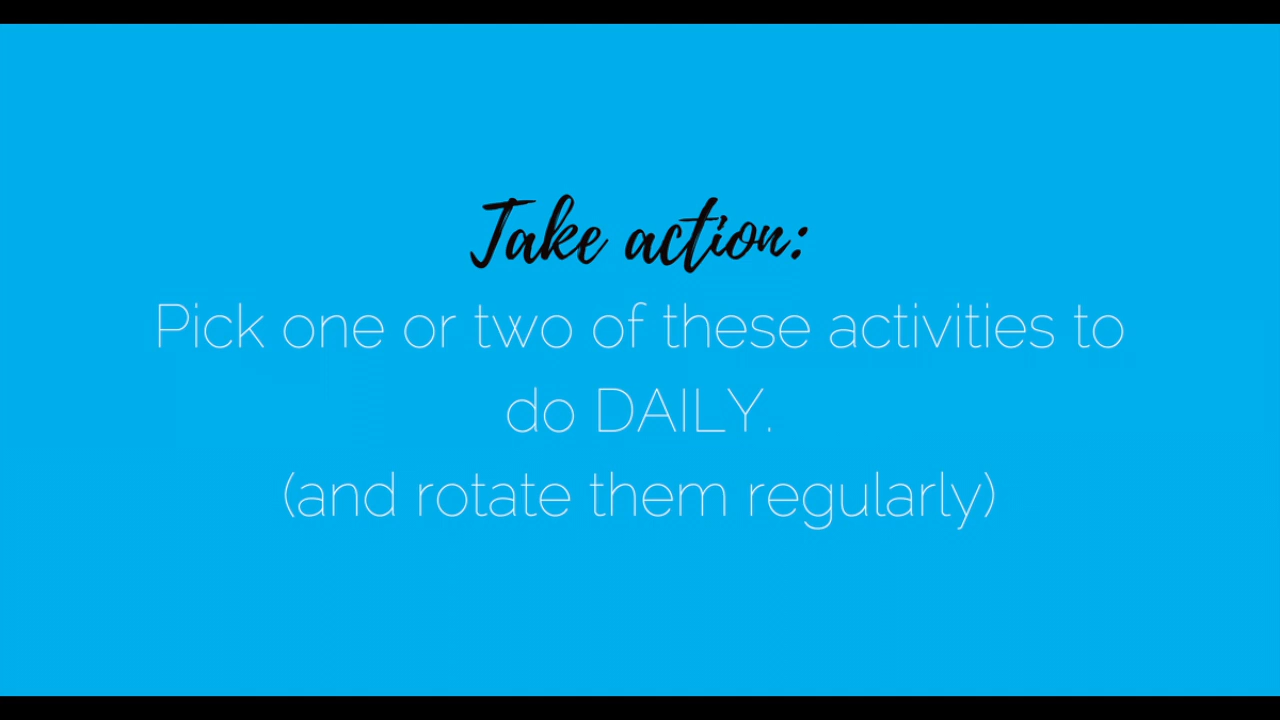 Take action:
Pick one or two of these activities to
do DAILY.
(and rotate them regularly)